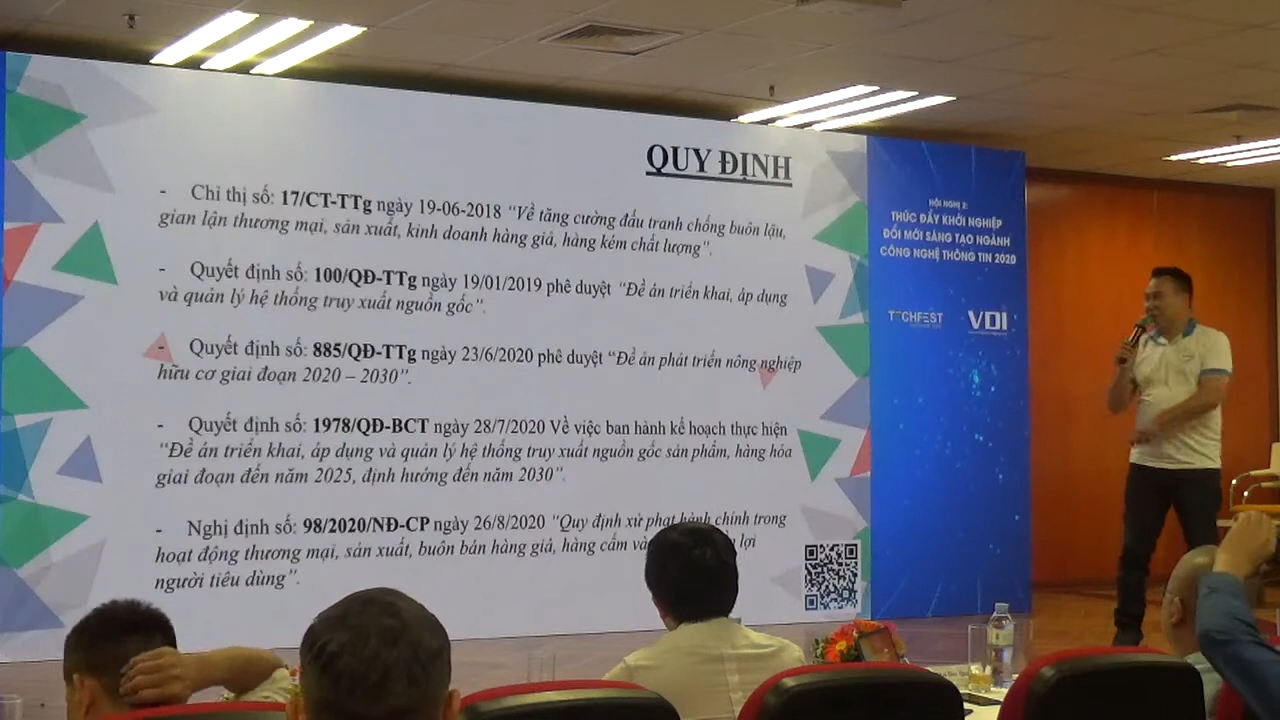 QUY ĐỊNH
- Chỉ thị số: 17/CT-TTg ngày 19-06-2018 “Về tăng cường đấu tranh chống buôn lậu,
gian lận thương mại, sản xuất, kinh doanh hàng giả, hàng kém chất lượng”.
- Quyết định số: 100/QĐ-TTg ngày 19/01/2019 phê duyệt “Đề án triển khai, áp dụng
và quản lý hệ thống truy xuất nguồn gốc”.
- Quyết định số: 885/QĐ-TTg ngày 23/6/2020 phê duyệt “Đề án phát triển nông nghiệp
hữu cơ giai đoạn 2020 – 2030”.
- Quyết định số: 1978/QĐ-BCT ngày 28/7/2020 Về việc ban hành kế hoạch thực hiện
“Đề án triển khai, áp dụng và quản lý hệ thống truy xuất nguồn gốc sản phẩm, hàng hóa
giai đoạn đến năm 2025, định hướng đến năm 2030”.
- Nghị định số: 98/2020/NĐ-CP ngày 26/8/2020 “Quy định xử phạt hành chính trong
hoạt động thương mại, sản xuất, buôn bán hàng giả, hàng cấm và lợi
người tiêu dùng”.
HỘI NGHỊ 2:
THÚC ĐẨY KHỞI NGHIỆP
ĐỔI MỚI SÁNG TẠO NGÀNH
CÔNG NGHỆ THÔNG TIN 2020
TECHFEST VDI